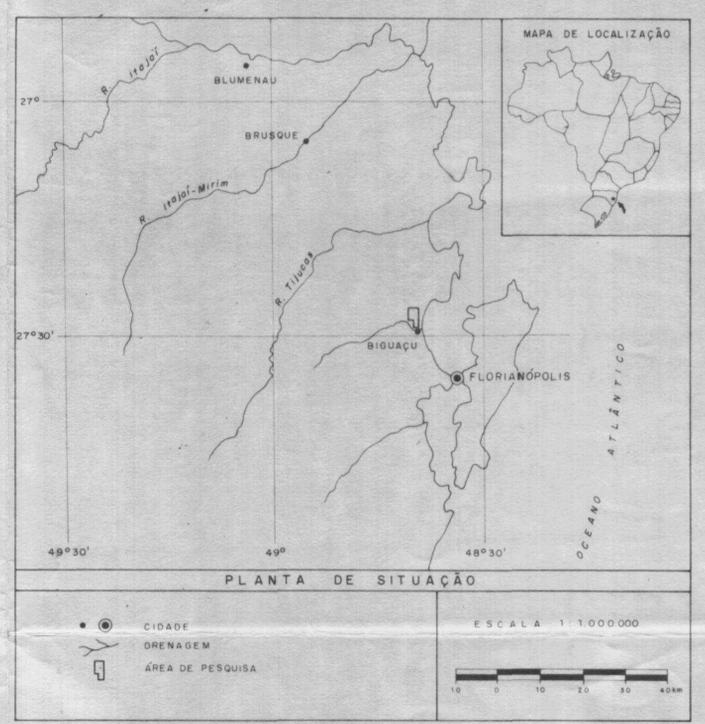 MAPA DE LOCALIZAÇÃO
R. Itajaí
BLUMENAU
27°
BRUSQUE
R. Itajaí-Mirim
R. Tijucas
27°30'
BIGUAÇU
FLORIANÓPOLIS
OCEANO ATLÂNTICO
49°30'
49°
48°30'
PLANTA DE SITUAÇÃO
CIDADE
DRENAGEM
ÁREA DE PESQUISA
ESCALA 1:1.000.000
10 0 10 20 30 40 km